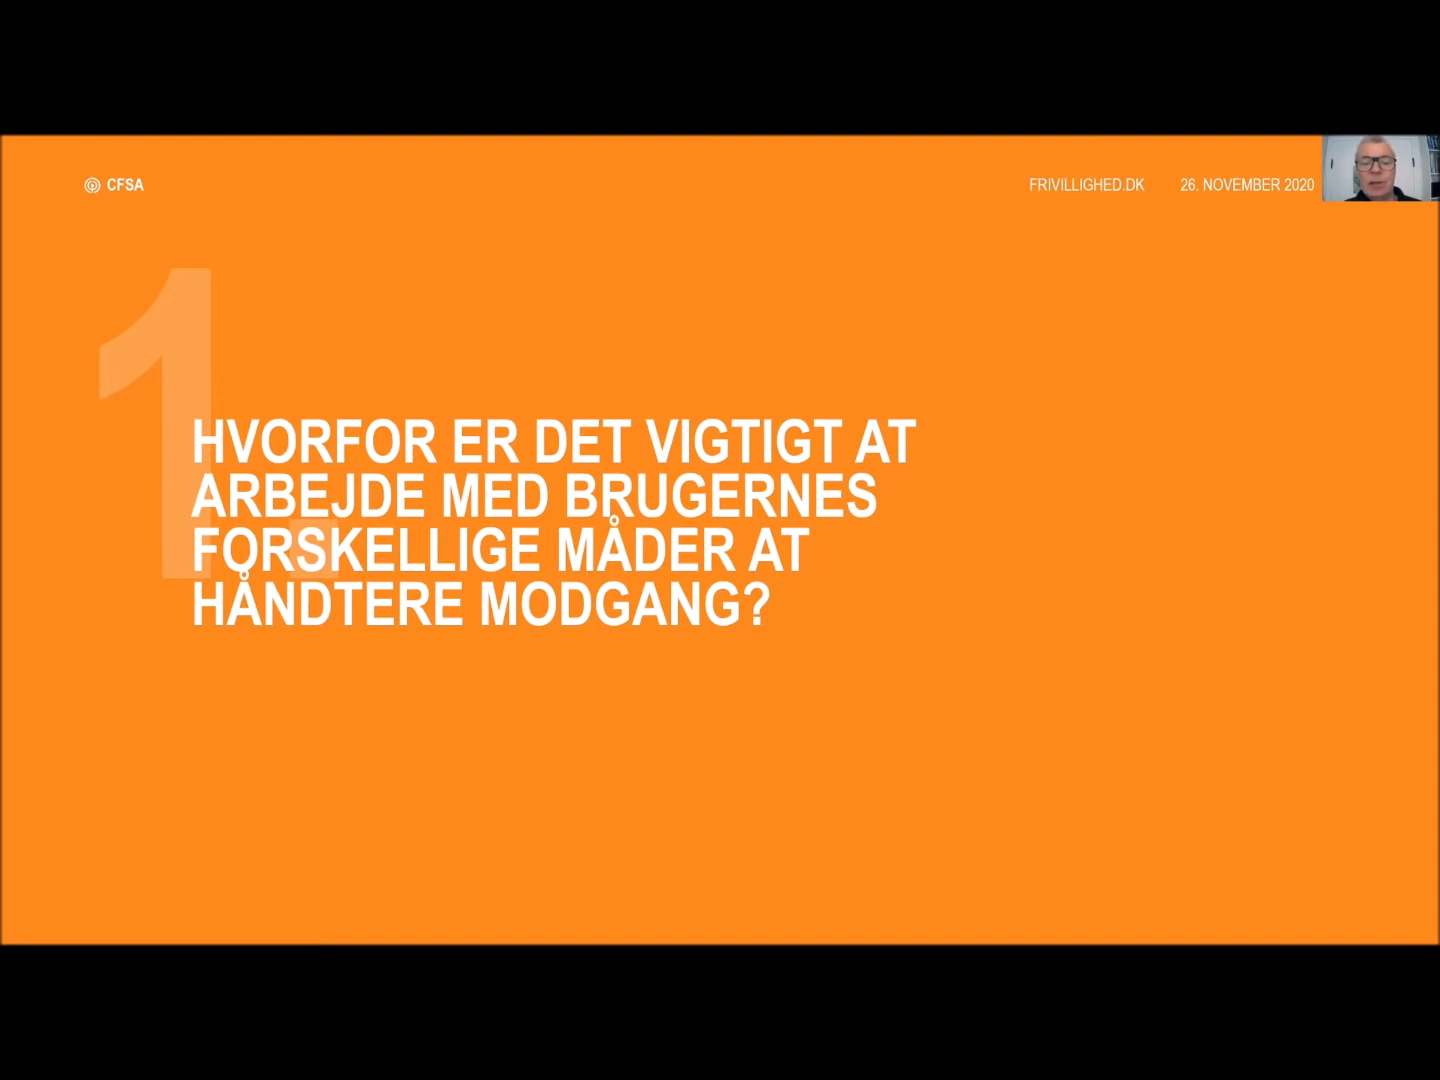 CFSA
FRIVILLIGHED.DK
26. NOVEMBER 2020
1.
HVORFOR ER DET VIGTIGT AT
ARBEJDE MED BRUGERNES
FORSKELLIGE MÅDER AT
HÅNDTERE MODGANG?